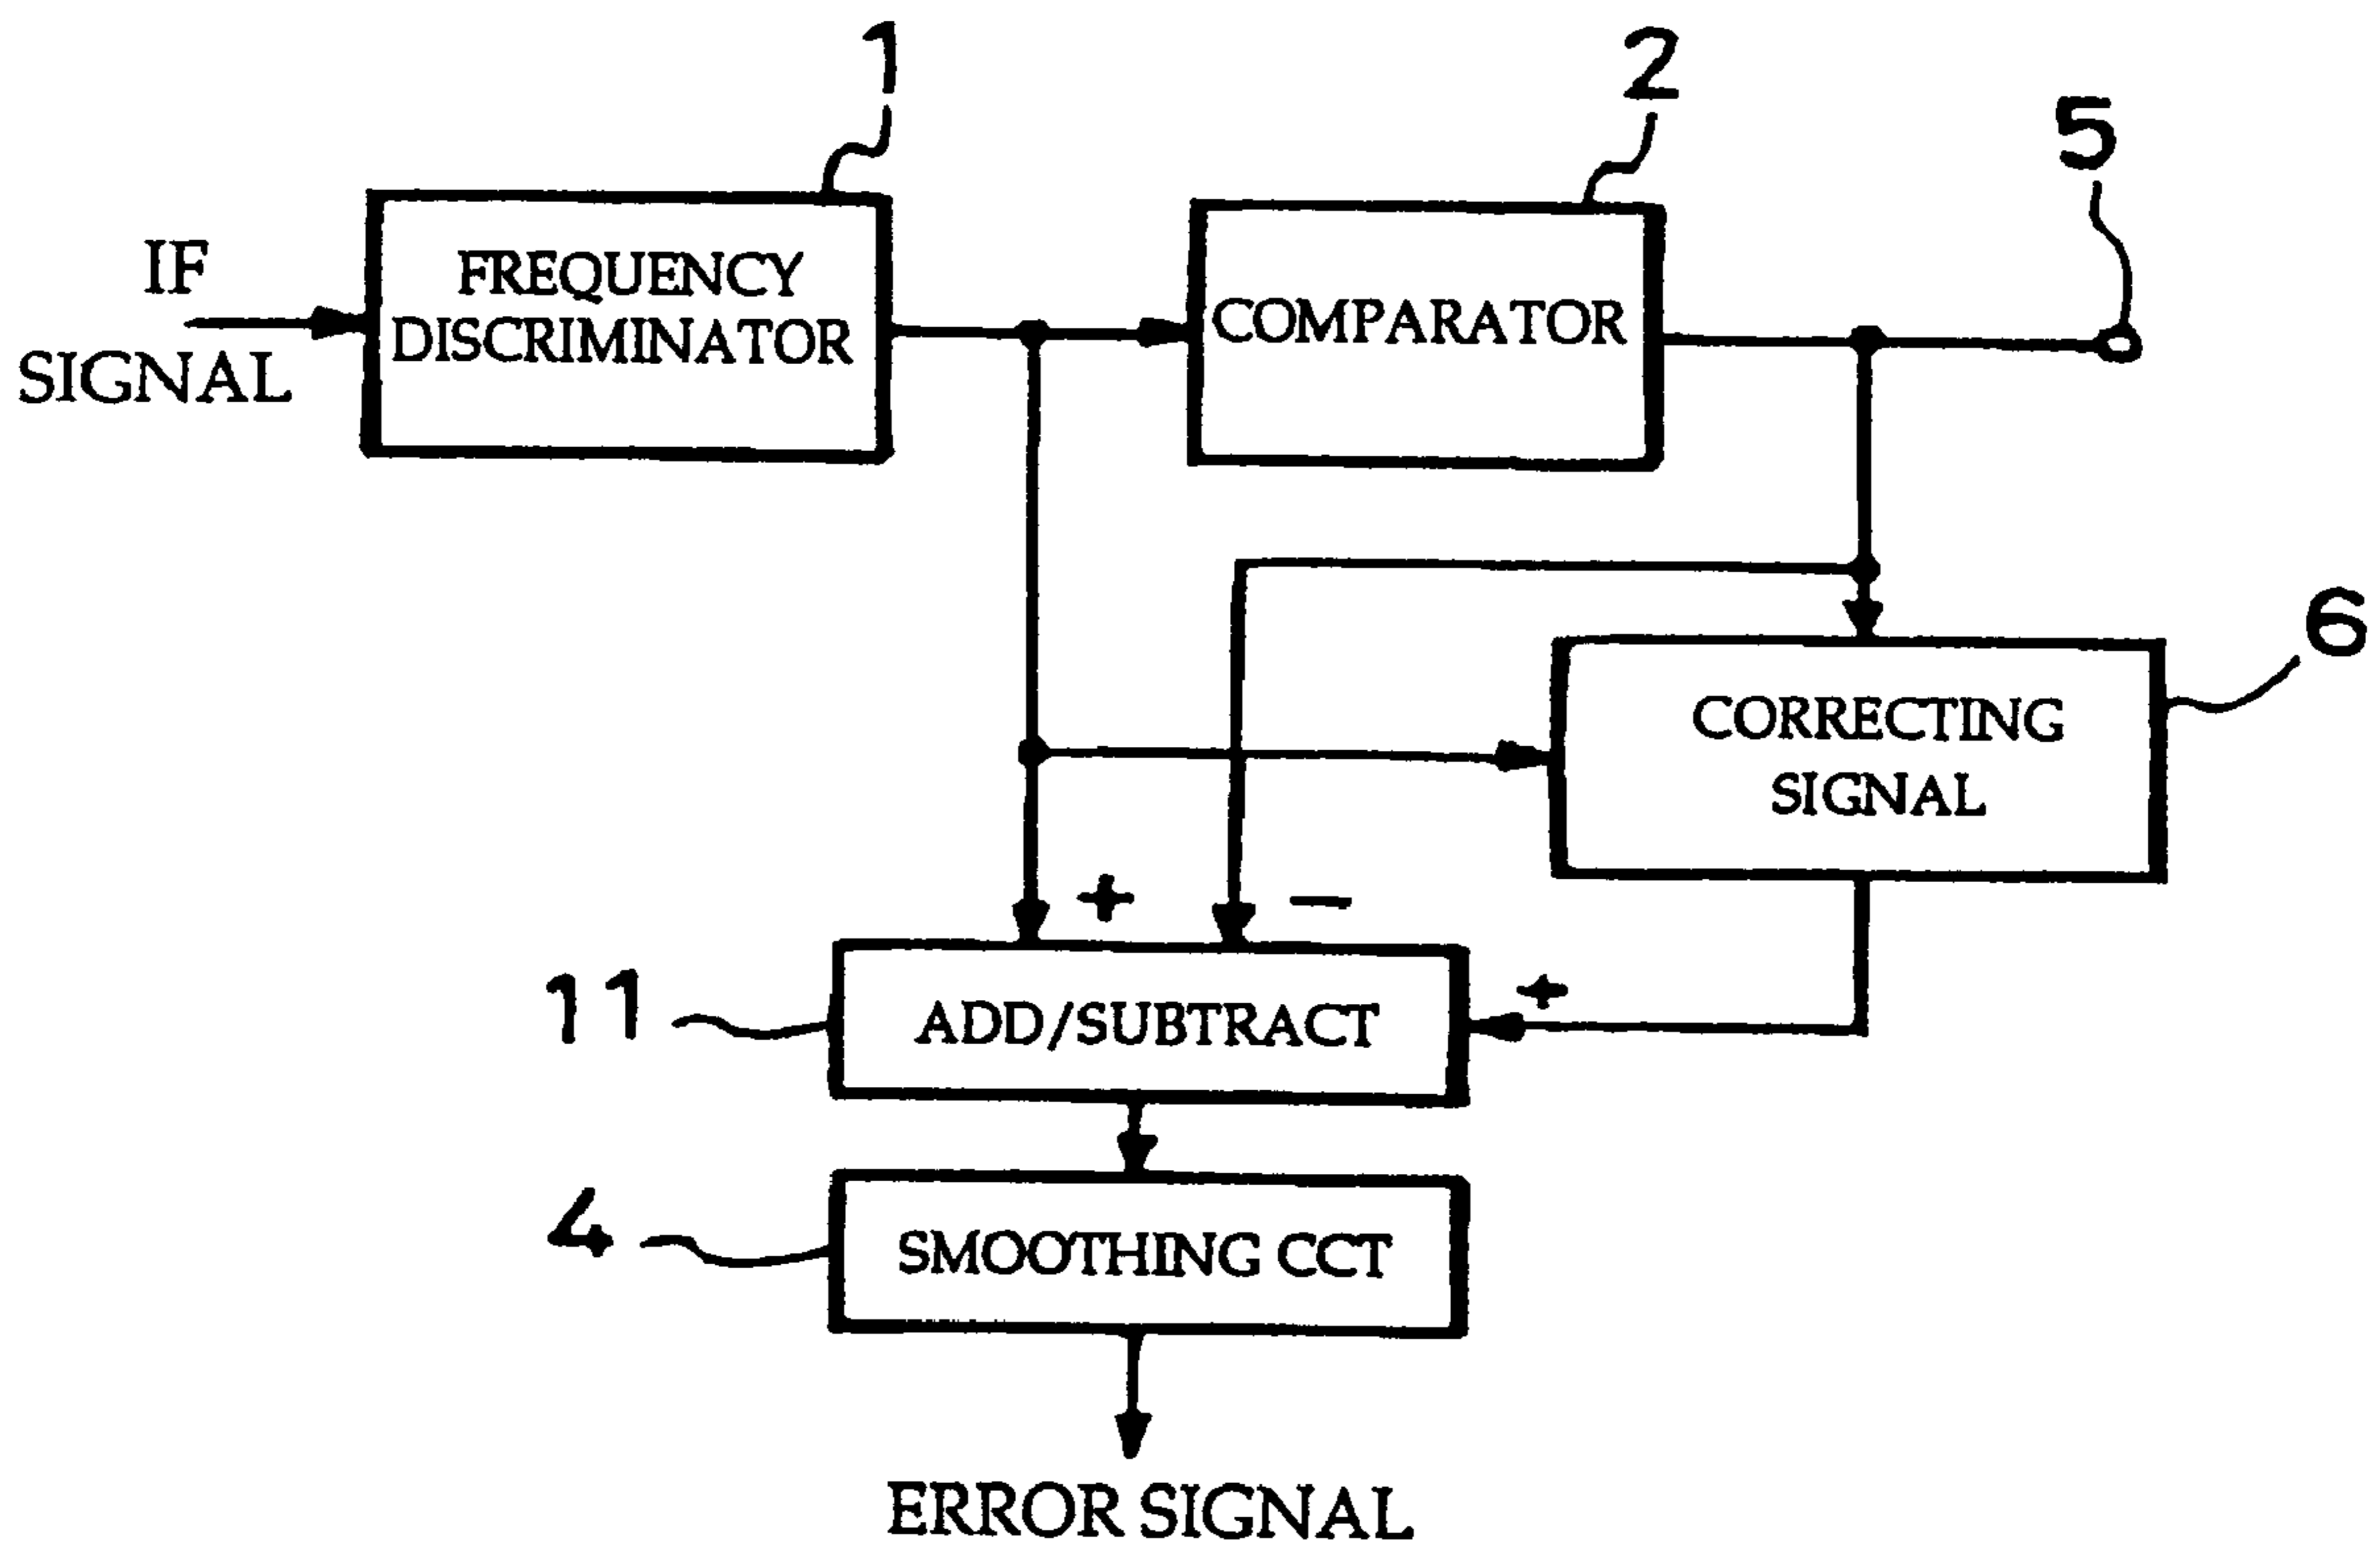 1
2
5
IF
SIGNAL
FREQUENCY
DISCRIMINATOR
COMPARATOR
6
CORRECTING
SIGNAL
+
−
+
11
ADD/SUBTRACT
4
SMOOTHING CCT
ERROR SIGNAL